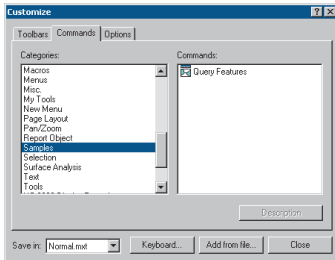 Customize
Toolbars Commands Options
Categories:
Macros
Menus
Misc.
My Tools
New Menu
Page Layout
Pan/Zoom
Report Object
Samples
Selection
Surface Analysis
Text
Tools
Commands:
Query Features
Description
Save in: Normal.mxt
Keyboard...
Add from file...
Close